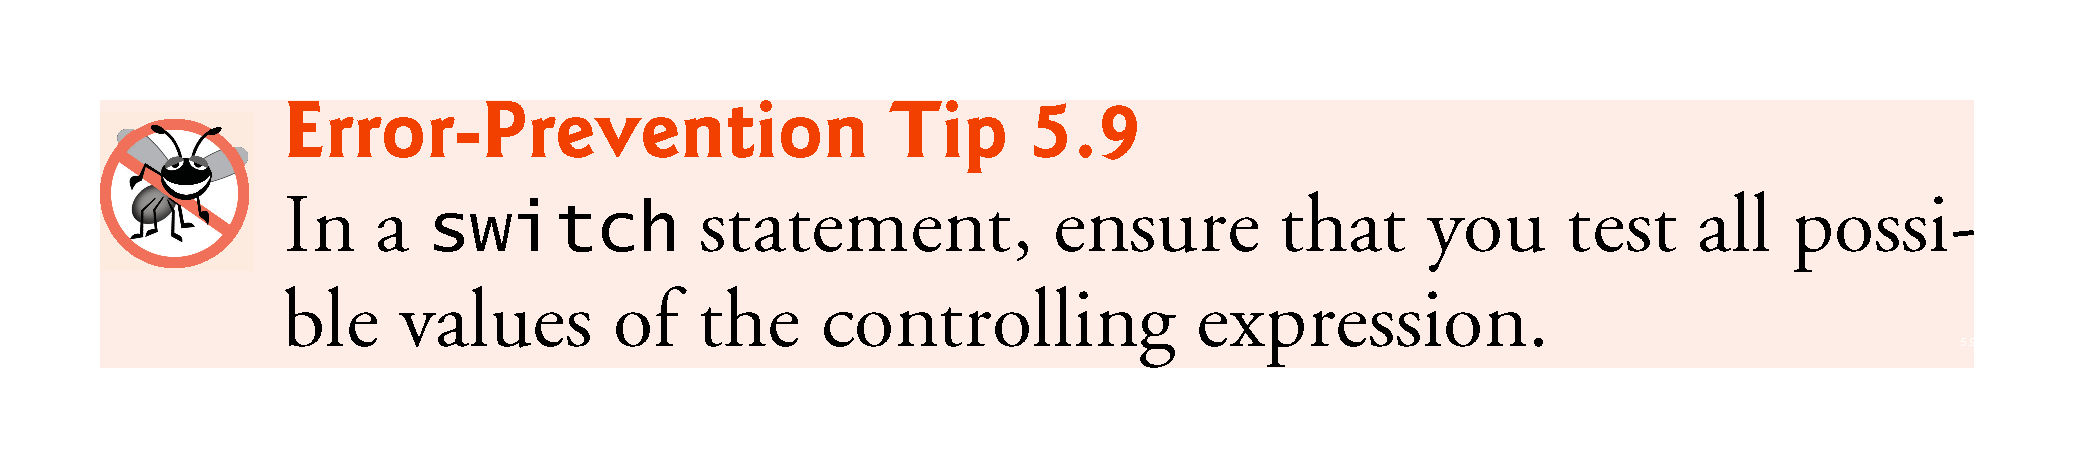 Error-Prevention Tip 5.9
In a switch statement, ensure that you test all possi-
ble values of the controlling expression.